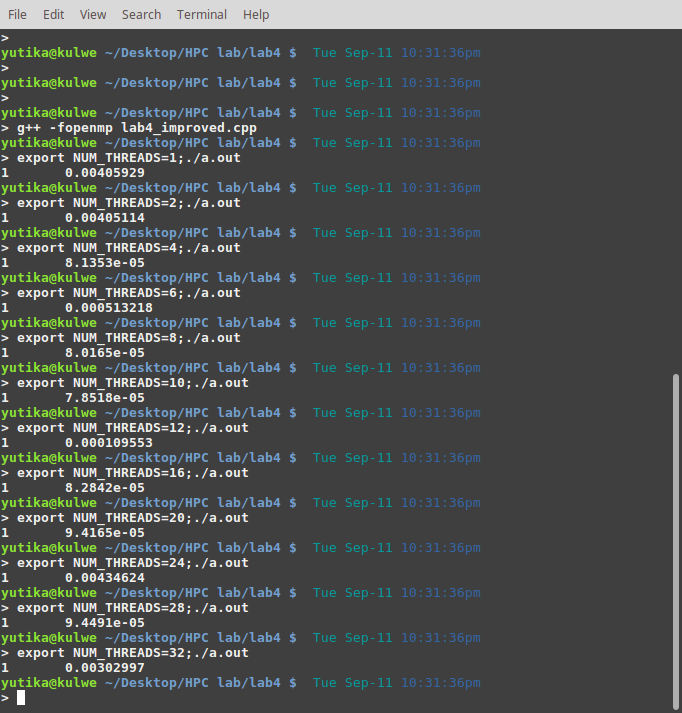 File Edit View Search Terminal Help
>
yutika@kulwe ~/Desktop/HPC lab/lab4 $  Tue Sep-11 10:31:36pm
>
yutika@kulwe ~/Desktop/HPC lab/lab4 $  Tue Sep-11 10:31:36pm
>
yutika@kulwe ~/Desktop/HPC lab/lab4 $  Tue Sep-11 10:31:36pm
> g++ -fopenmp lab4_improved.cpp
yutika@kulwe ~/Desktop/HPC lab/lab4 $  Tue Sep-11 10:31:36pm
> export NUM_THREADS=1;./a.out
1       0.00405929
yutika@kulwe ~/Desktop/HPC lab/lab4 $  Tue Sep-11 10:31:36pm
> export NUM_THREADS=2;./a.out
1       0.00405114
yutika@kulwe ~/Desktop/HPC lab/lab4 $  Tue Sep-11 10:31:36pm
> export NUM_THREADS=4;./a.out
1       8.1353e-05
yutika@kulwe ~/Desktop/HPC lab/lab4 $  Tue Sep-11 10:31:36pm
> export NUM_THREADS=6;./a.out
1       0.000513218
yutika@kulwe ~/Desktop/HPC lab/lab4 $  Tue Sep-11 10:31:36pm
> export NUM_THREADS=8;./a.out
1       8.0165e-05
yutika@kulwe ~/Desktop/HPC lab/lab4 $  Tue Sep-11 10:31:36pm
> export NUM_THREADS=10;./a.out
1       7.8518e-05
yutika@kulwe ~/Desktop/HPC lab/lab4 $  Tue Sep-11 10:31:36pm
> export NUM_THREADS=12;./a.out
1       0.000109553
yutika@kulwe ~/Desktop/HPC lab/lab4 $  Tue Sep-11 10:31:36pm
> export NUM_THREADS=16;./a.out
1       8.2842e-05
yutika@kulwe ~/Desktop/HPC lab/lab4 $  Tue Sep-11 10:31:36pm
> export NUM_THREADS=20;./a.out
1       9.4165e-05
yutika@kulwe ~/Desktop/HPC lab/lab4 $  Tue Sep-11 10:31:36pm
> export NUM_THREADS=24;./a.out
1       0.00434624
yutika@kulwe ~/Desktop/HPC lab/lab4 $  Tue Sep-11 10:31:36pm
> export NUM_THREADS=28;./a.out
1       9.4491e-05
yutika@kulwe ~/Desktop/HPC lab/lab4 $  Tue Sep-11 10:31:36pm
> export NUM_THREADS=32;./a.out
1       0.00302997
yutika@kulwe ~/Desktop/HPC lab/lab4 $  Tue Sep-11 10:31:36pm
>